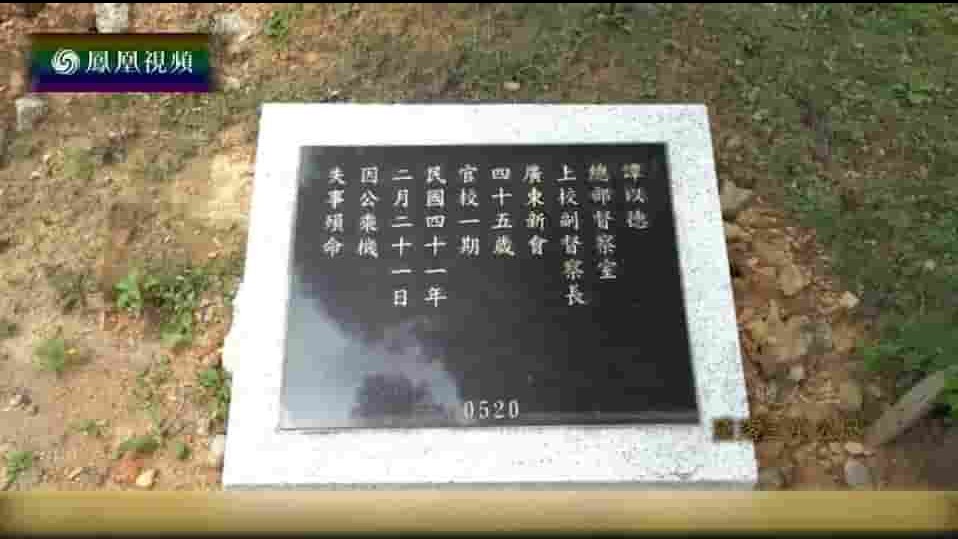 鳳凰視頻
譚以德
總部督察室
上校副督察長
廣東新會
四十五歲
官校一期
民國四十一年
二月二十一日
因公乘機
失事殞命
0520